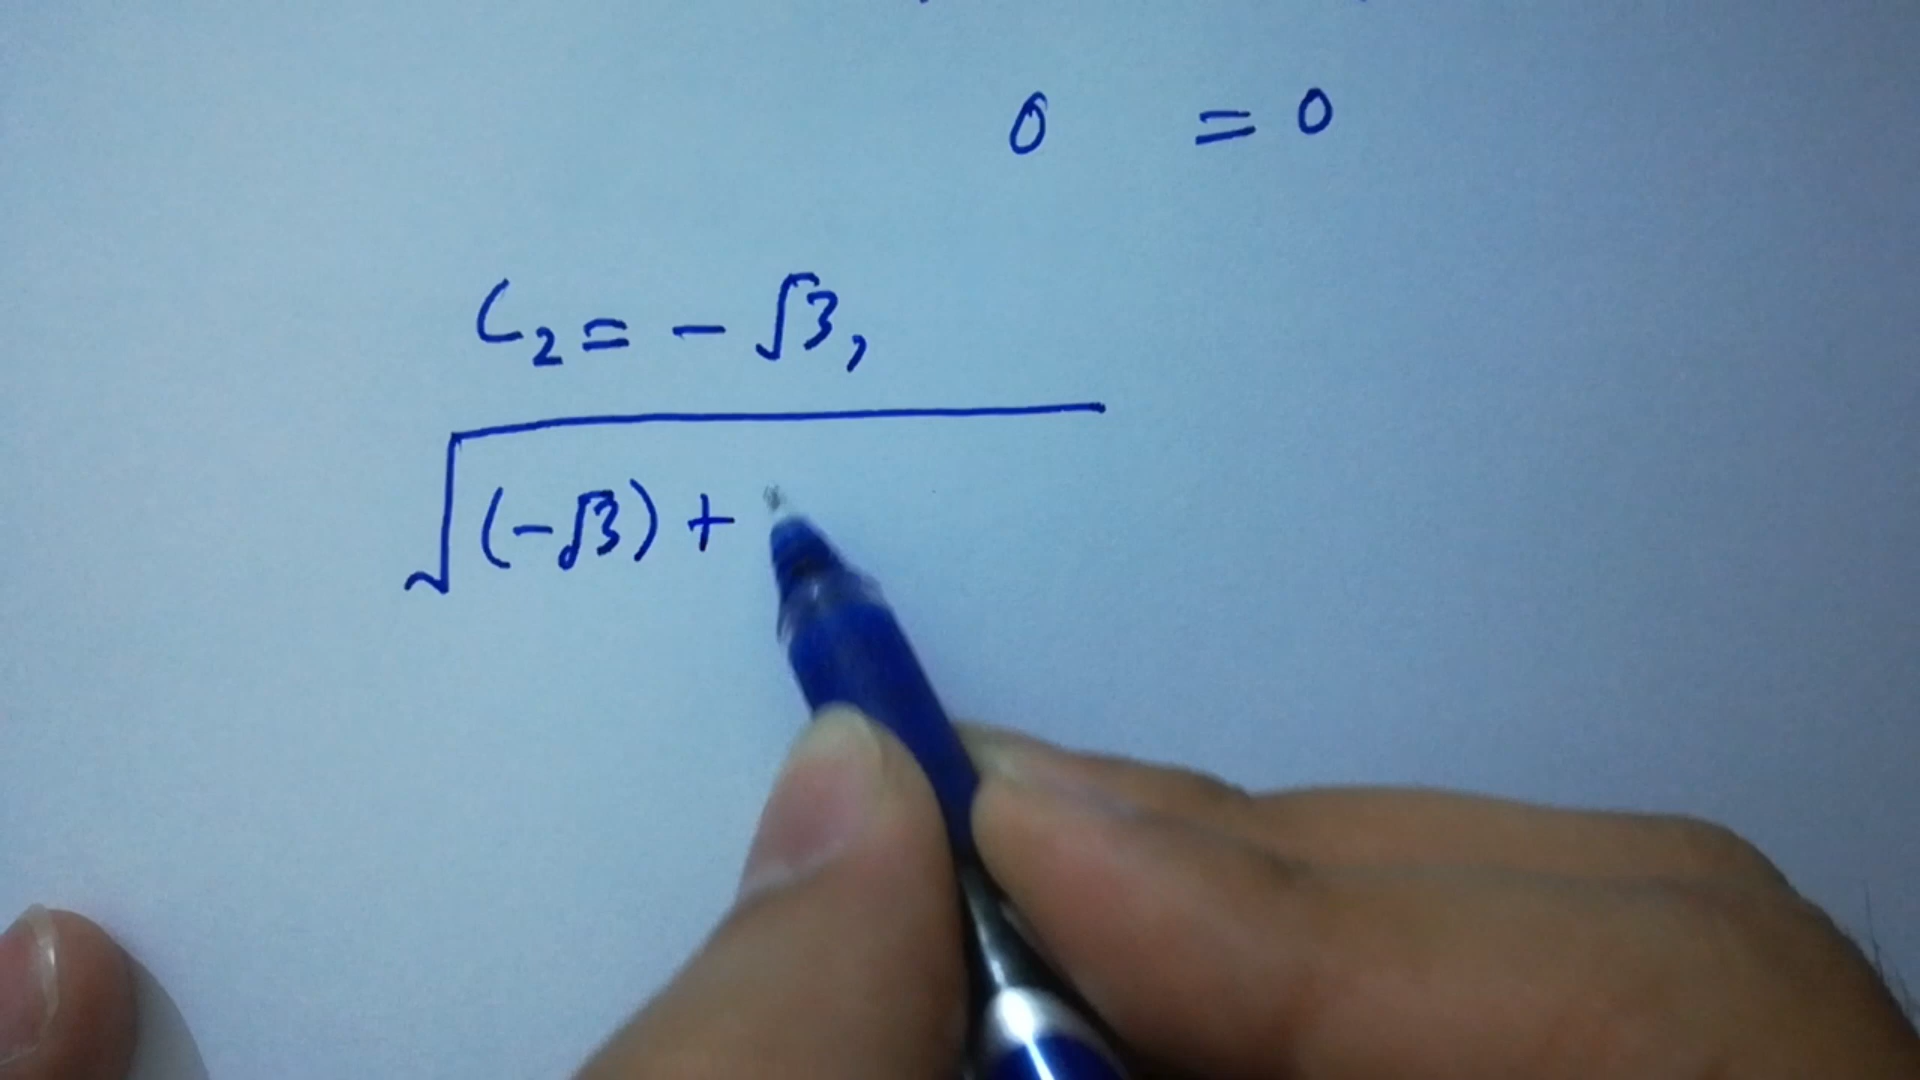 0 = 0
C₂ = - √3,
√(-√3) +